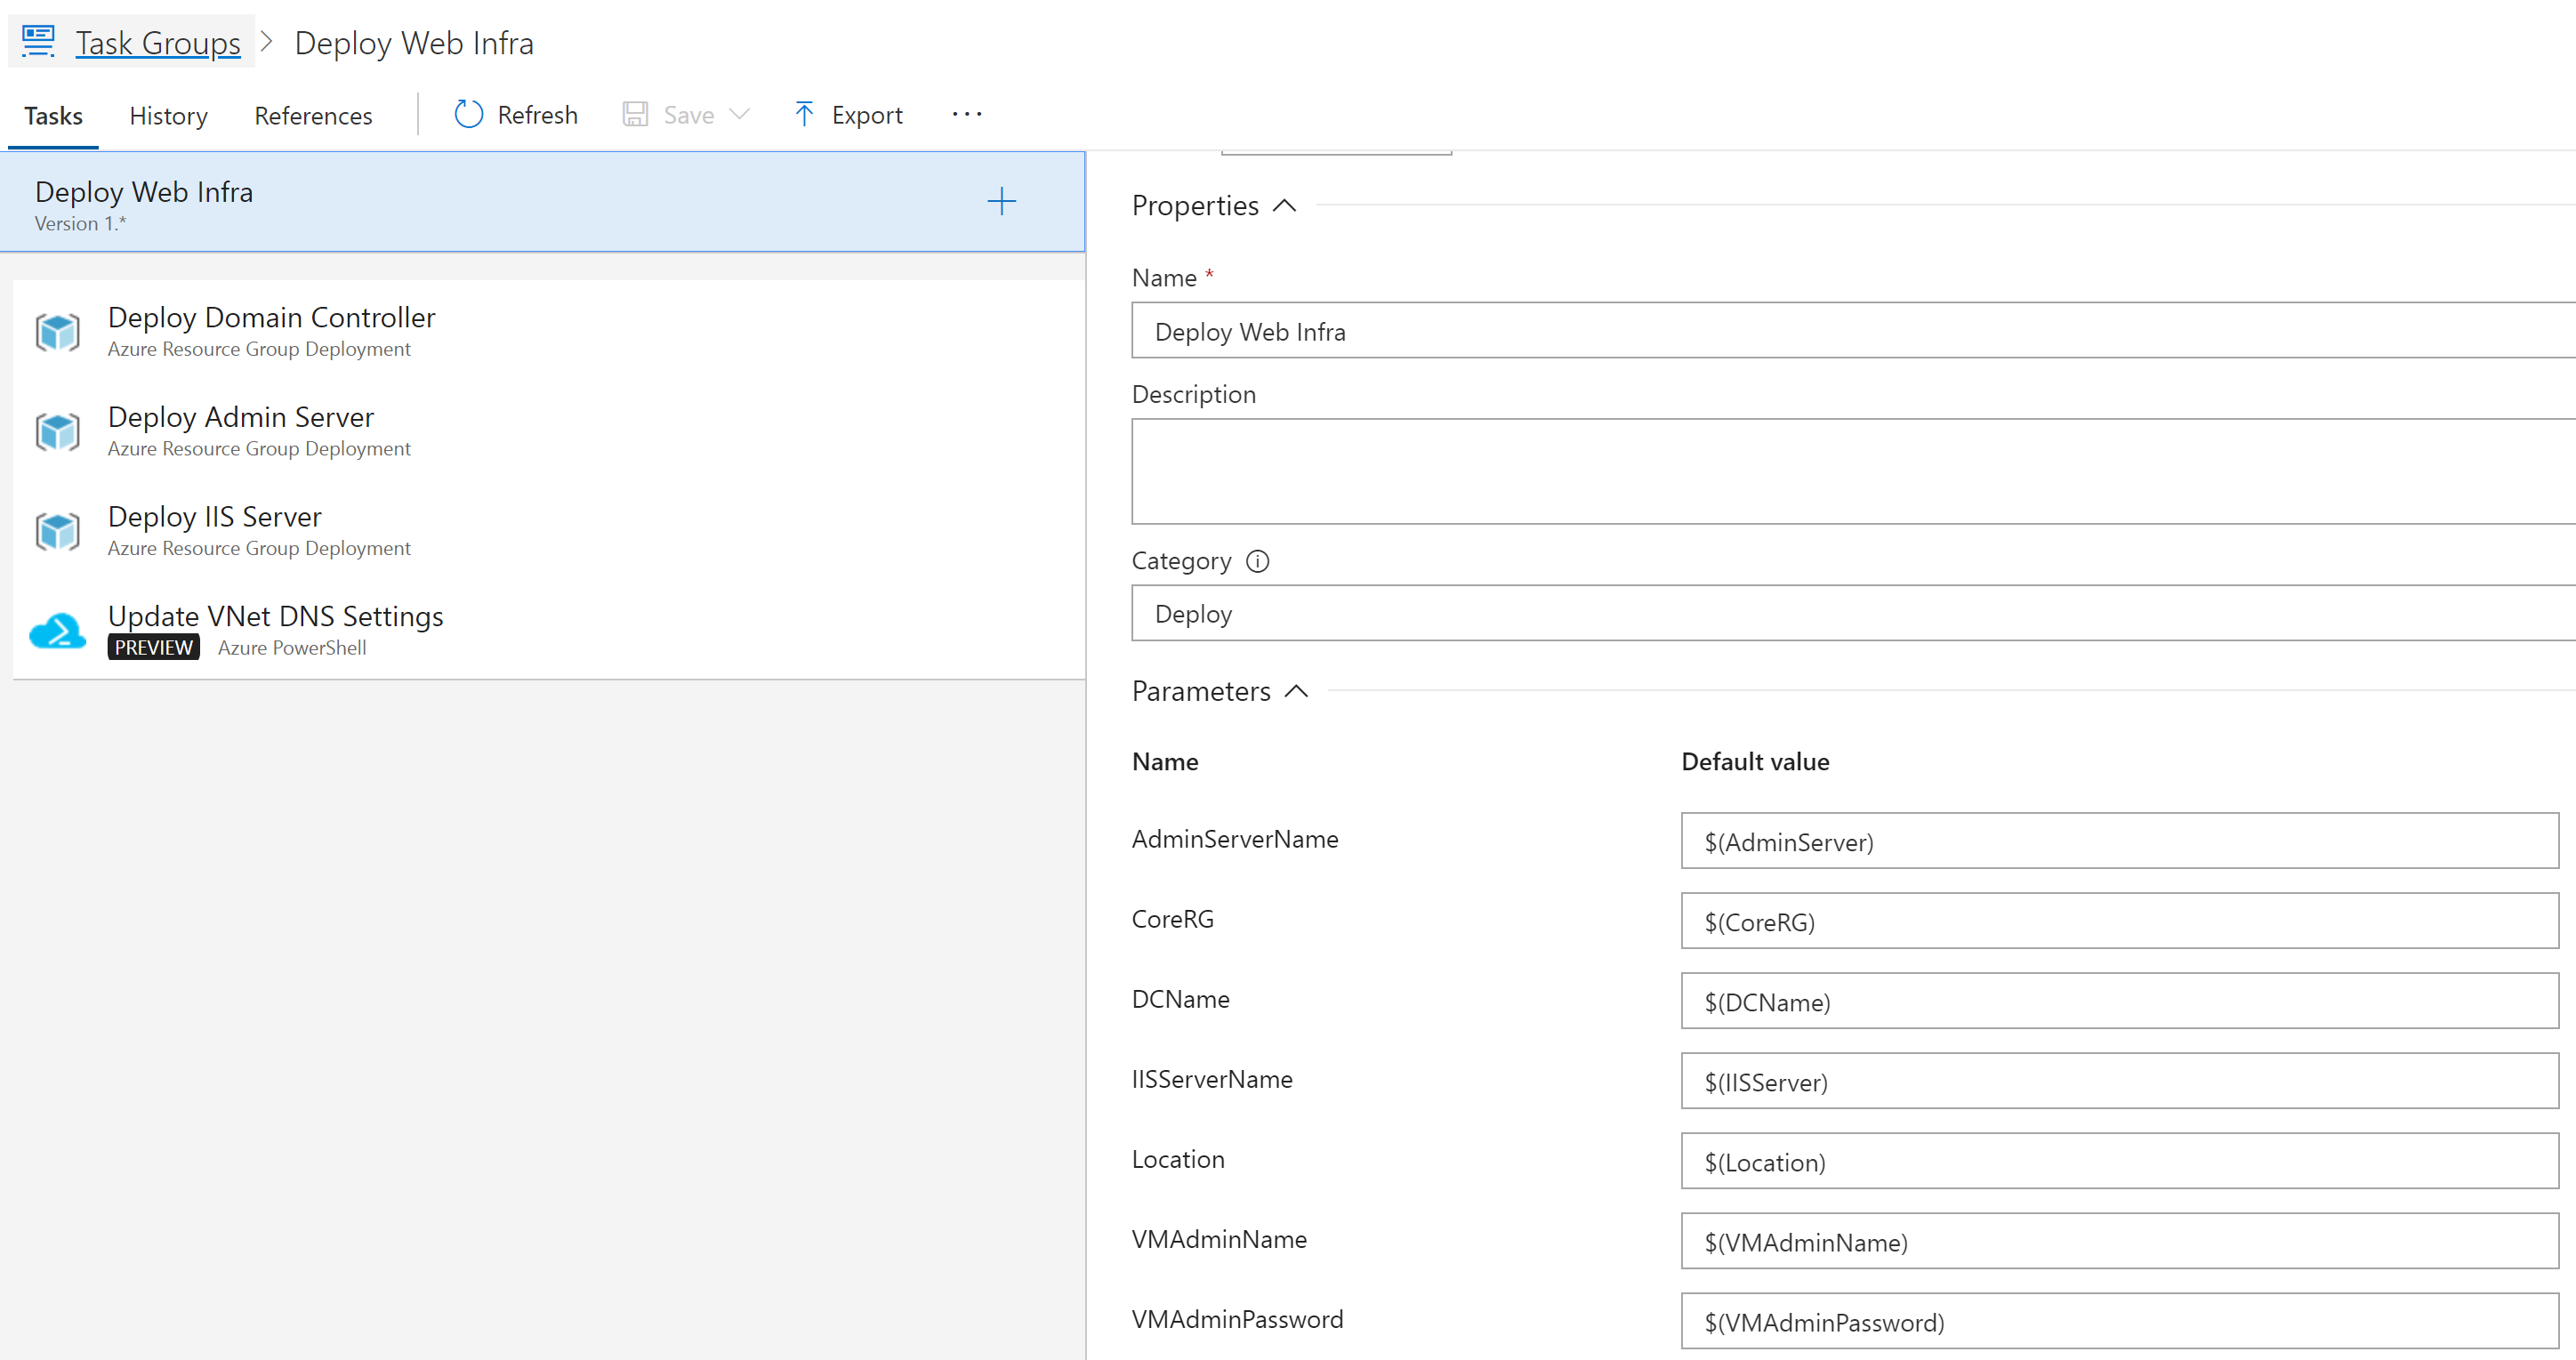 Task Groups > Deploy Web Infra
Tasks History References Refresh Save Export ...
Deploy Web Infra
Version 1.*
Deploy Domain Controller
Azure Resource Group Deployment
Deploy Admin Server
Azure Resource Group Deployment
Deploy IIS Server
Azure Resource Group Deployment
Update VNet DNS Settings
PREVIEW Azure PowerShell
Properties
Name *
Deploy Web Infra
Description
Category
Deploy
Parameters
Name Default value
AdminServerName $(AdminServer)
CoreRG $(CoreRG)
DCName $(DCName)
IISServerName $(IISServer)
Location $(Location)
VMAdminName $(VMAdminName)
VMAdminPassword $(VMAdminPassword)